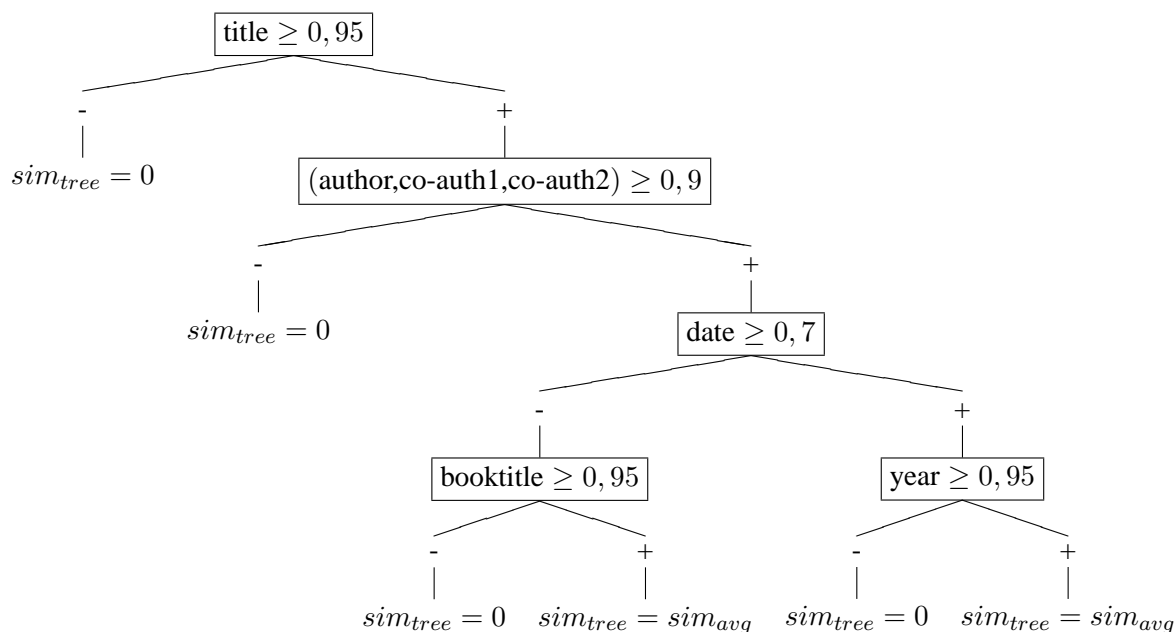 title ≥ 0, 95
- +
sim_tree = 0
(author,co-auth1,co-auth2) ≥ 0, 9
- +
sim_tree = 0
date ≥ 0, 7
- +
booktitle ≥ 0, 95 year ≥ 0, 95
- + - +
sim_tree = 0 sim_tree = sim_avg sim_tree = 0 sim_tree = sim_avg